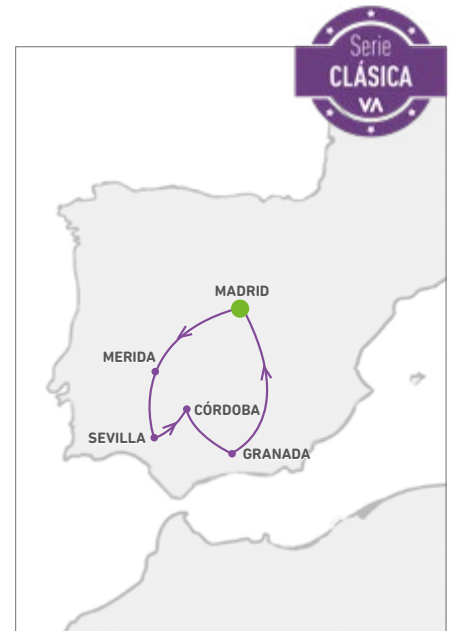 Serie
CLÁSICA
VA
MADRID
MERIDA
CÓRDOBA
SEVILLA
GRANADA